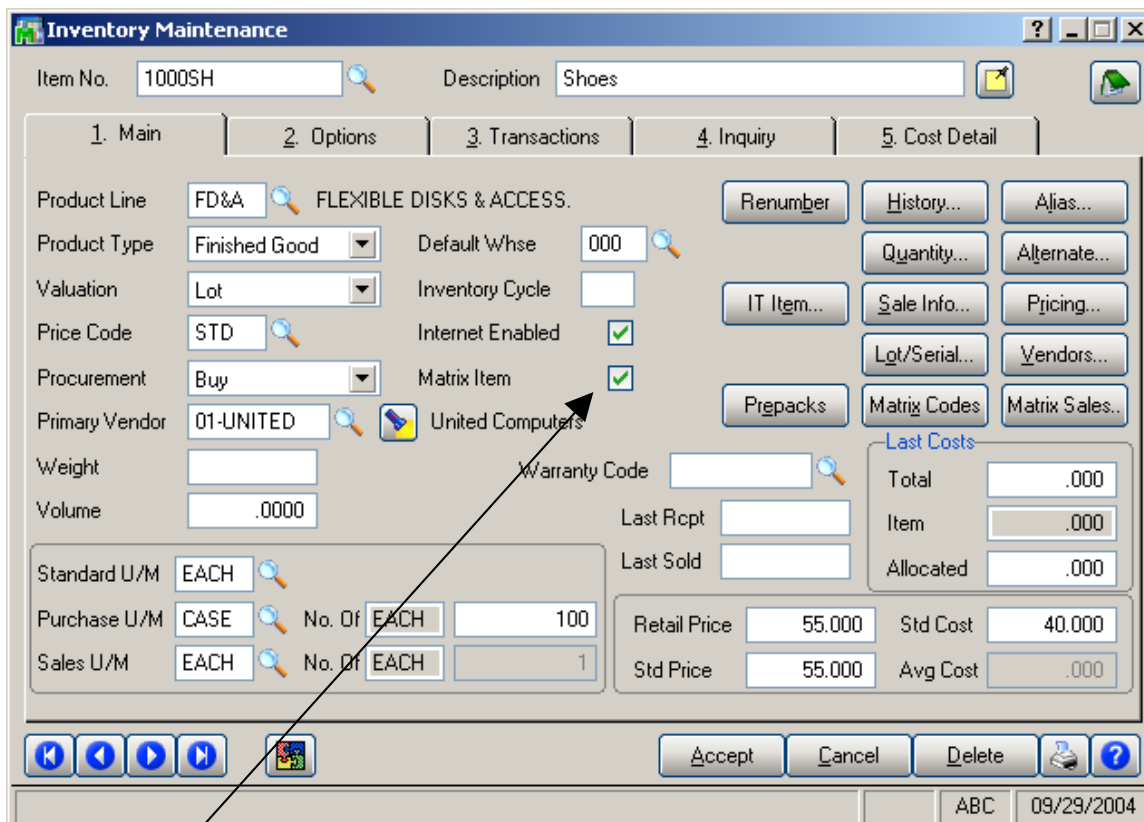 Inventory Maintenance
Item No. 1000SH Description Shoes
1. Main 2. Options 3. Transactions 4. Inquiry 5. Cost Detail
Product Line FD&A FLEXIBLE DISKS & ACCESS. Renumber History... Alias...
Product Type Finished Good Default Whse 000 Quantity... Alternate...
Valuation Lot Inventory Cycle IT Item... Sale Info... Pricing...
Price Code STD Internet Enabled Lot/Serial... Vendors...
Procurement Buy Matrix Item Prepacks Matrix Codes Matrix Sales..
Primary Vendor 01-UNITED United Computers
Last Costs
Weight Warranty Code Total .000
Volume .0000 Last Rcpt Item .000
Last Sold Allocated .000
Standard U/M EACH
Purchase U/M CASE No. Of EACH 100 Retail Price 55.000 Std Cost 40.000
Sales U/M EACH No. Of EACH 1 Std Price 55.000 Avg Cost .000
Accept Cancel Delete
ABC 09/29/2004